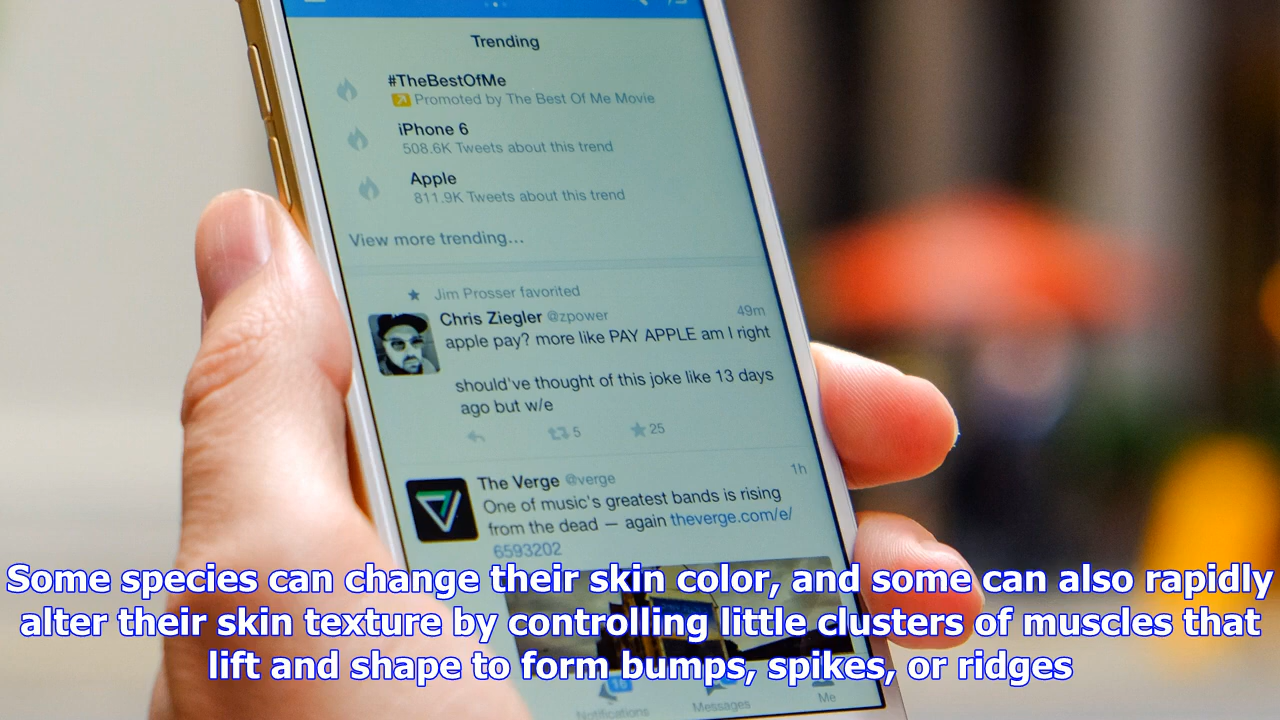 Trending
#TheBestOfMe
Promoted by The Best Of Me Movie
iPhone 6
508.6K Tweets about this trend
Apple
811.9K Tweets about this trend
View more trending...
Jim Prosser favorited
Chris Ziegler @zpower 49m
apple pay? more like PAY APPLE am I right
should've thought of this joke like 13 days
ago but w/e
5 25
The Verge @verge 1h
One of music's greatest bands is rising
from the dead — again theverge.com/e/
6593202
Some species can change their skin color, and some can also rapidly
alter their skin texture by controlling little clusters of muscles that
lift and shape to form bumps, spikes, or ridges
16
Notifications Messages Me